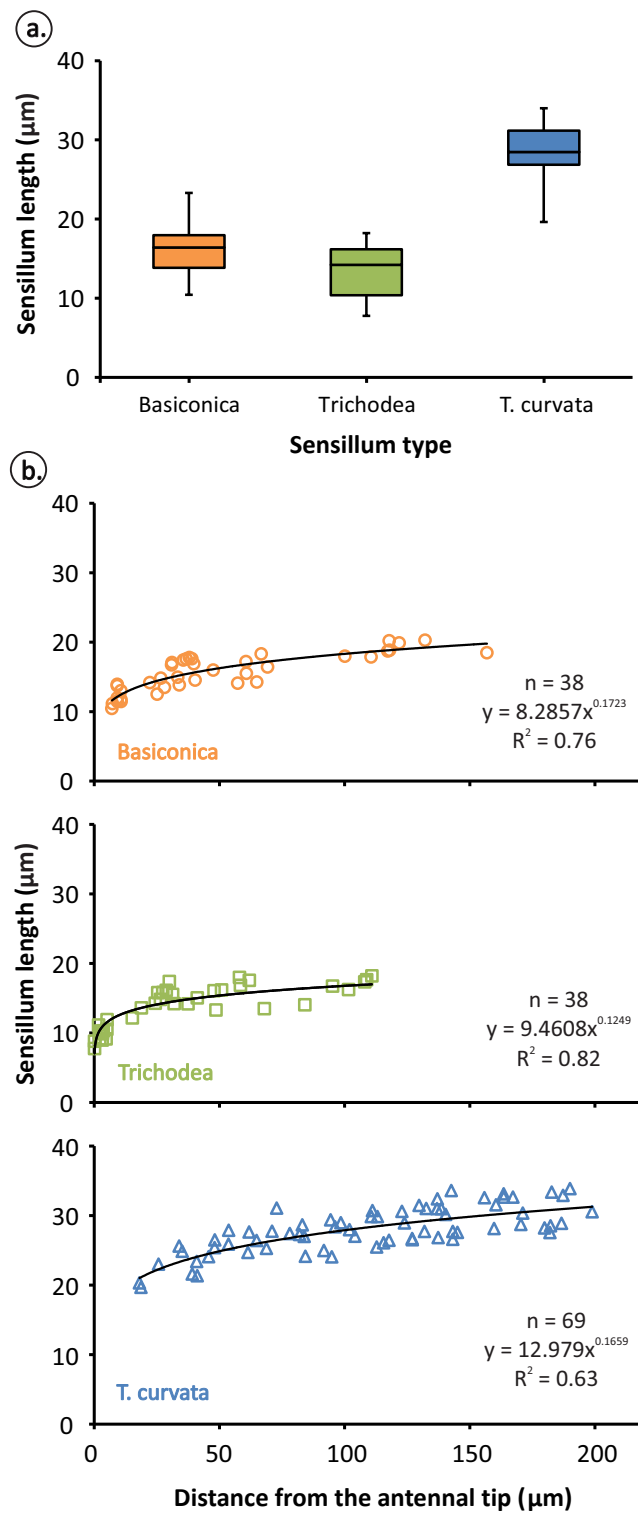 a.
Sensillum length (µm)
40
30
20
10
0
Basiconica Trichodea T. curvata
Sensillum type
b.
Sensillum length (µm)
40
30
20
10
0
Basiconica
n = 38
y = 8.2857x^0.1723
R² = 0.76
40
30
20
10
0
Trichodea
n = 38
y = 9.4608x^0.1249
R² = 0.82
40
30
20
10
0
T. curvata
n = 69
y = 12.979x^0.1659
R² = 0.63
0 50 100 150 200
Distance from the antennal tip (µm)